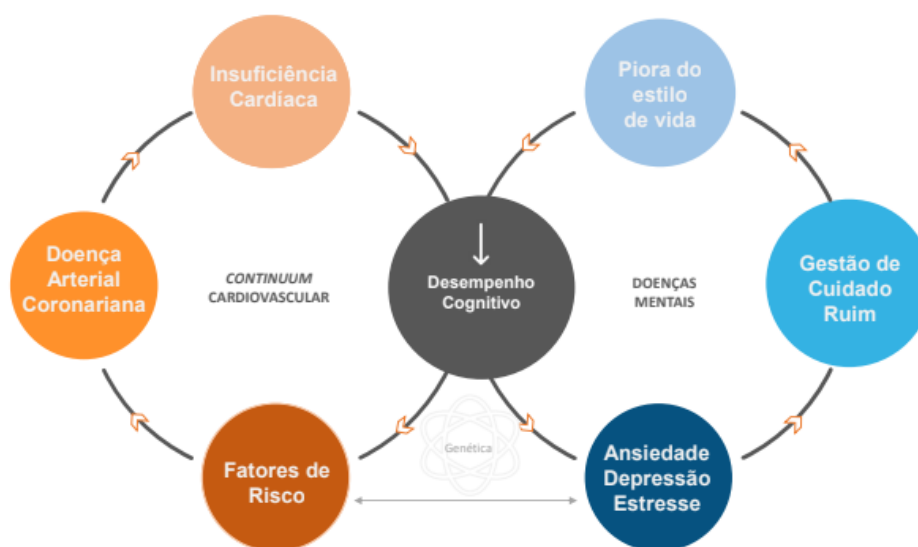 Insuficiência
Cardíaca
Piora do
estilo
de vida
Doença
Arterial
Coronariana
CONTINUUM
CARDIOVASCULAR
Desempenho
Cognitivo
DOENÇAS
MENTAIS
Gestão de
Cuidado
Ruim
Fatores de
Risco
Genética
Ansiedade
Depressão
Estresse